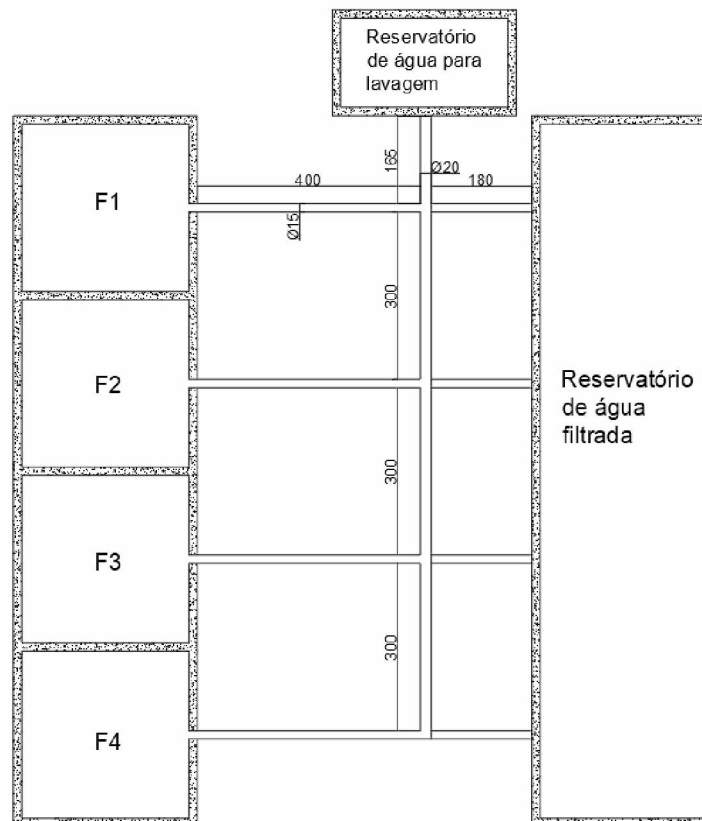 Reservatório
de água para
lavagem
165
Ø20
400
180
F1
Ø15
300
F2
Reservatório
de água
filtrada
300
F3
300
F4